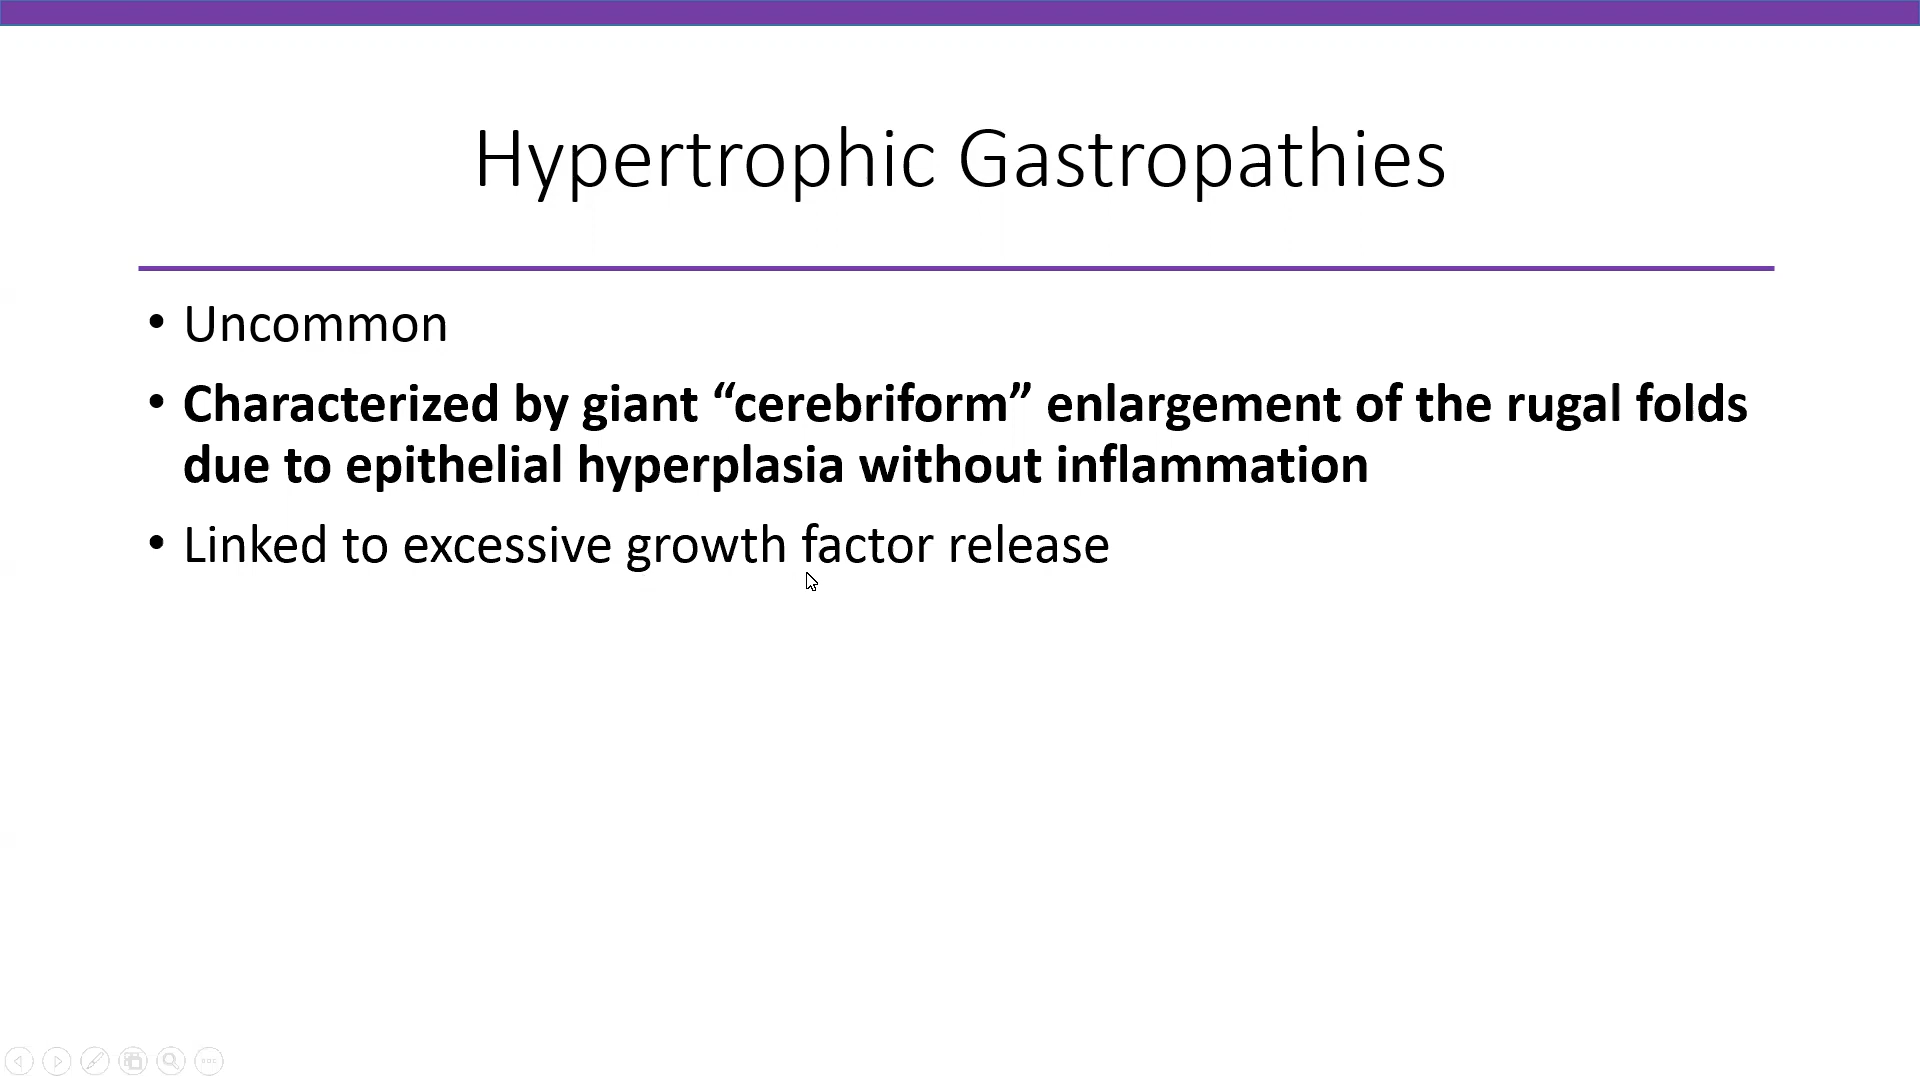 Hypertrophic Gastropathies
• Uncommon
• Characterized by giant “cerebriform” enlargement of the rugal folds
due to epithelial hyperplasia without inflammation
• Linked to excessive growth factor release